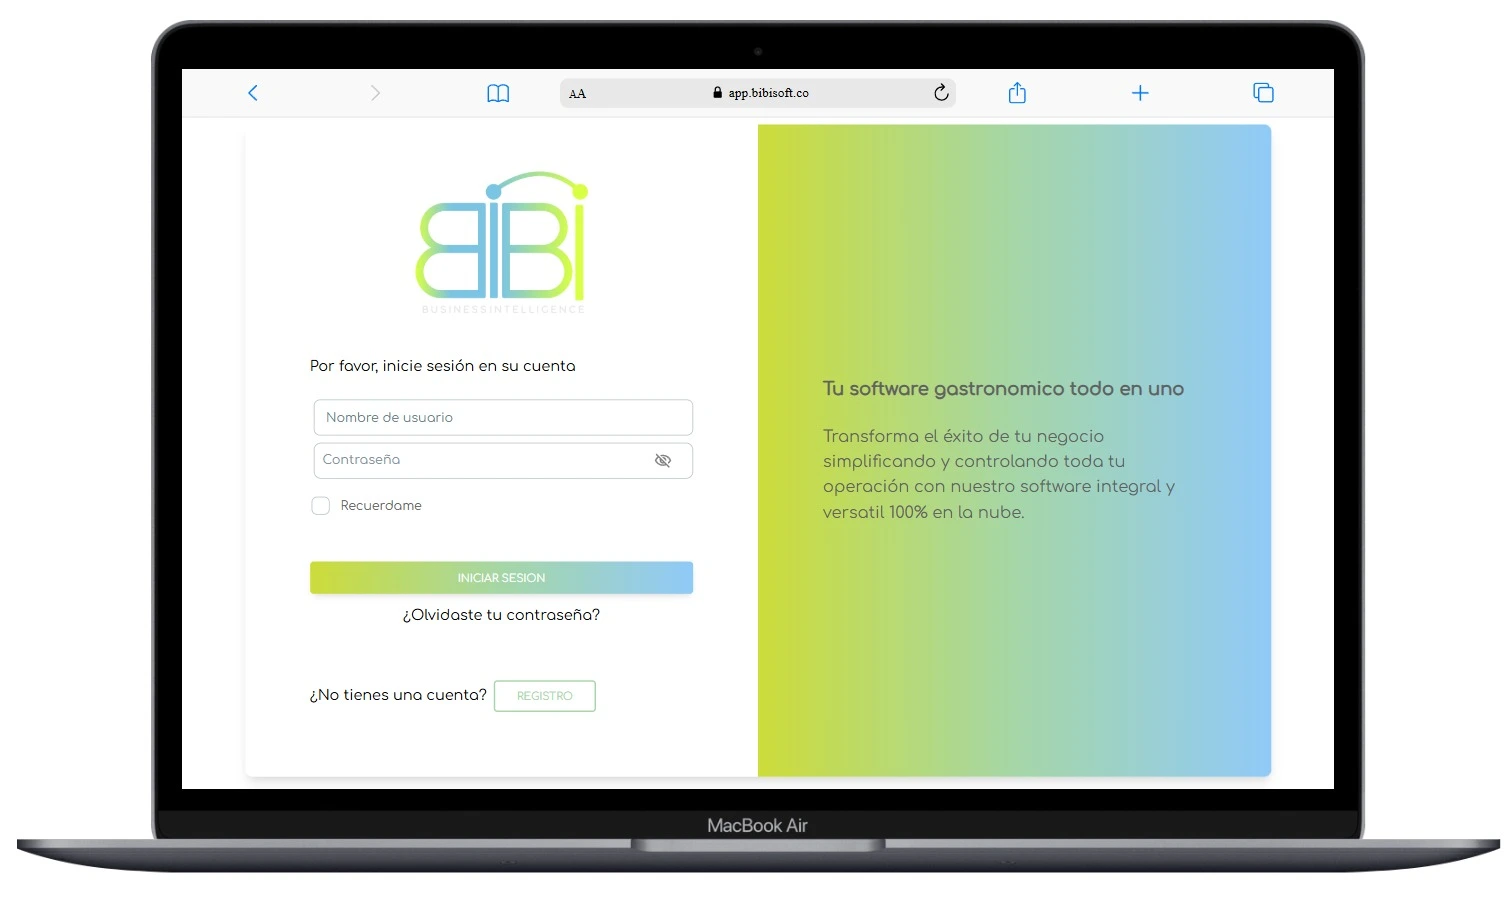 AA
app.bibisoft.co
BiBi
BUSINESSINTELLIGENCE
Por favor, inicie sesión en su cuenta
Nombre de usuario
Contraseña
Recuerdame
INICIAR SESION
¿Olvidaste tu contraseña?
¿No tienes una cuenta? REGISTRO
Tu software gastronomico todo en uno
Transforma el éxito de tu negocio
simplificando y controlando toda tu
operación con nuestro software integral y
versatil 100% en la nube.
MacBook Air